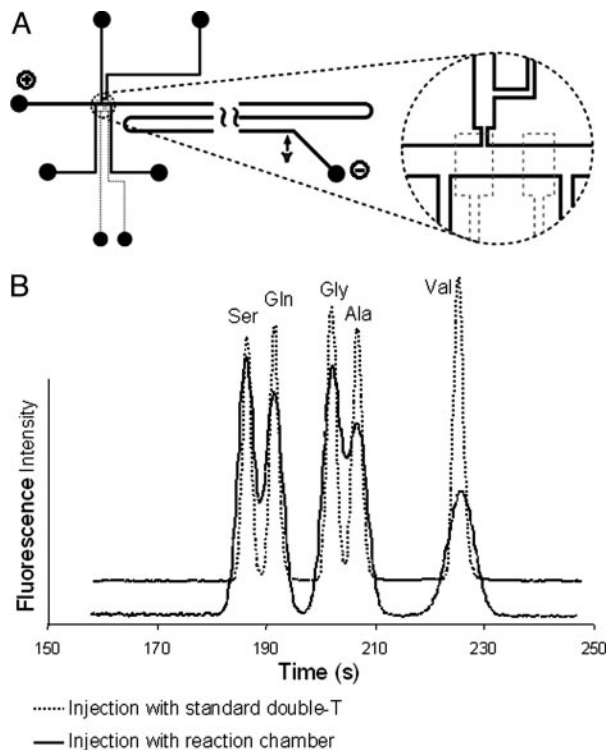 A
+
-
B
Ser
Gln
Gly
Ala
Val
Fluorescence Intensity
150 170 190 210 230 250
Time (s)
Injection with standard double-T
Injection with reaction chamber